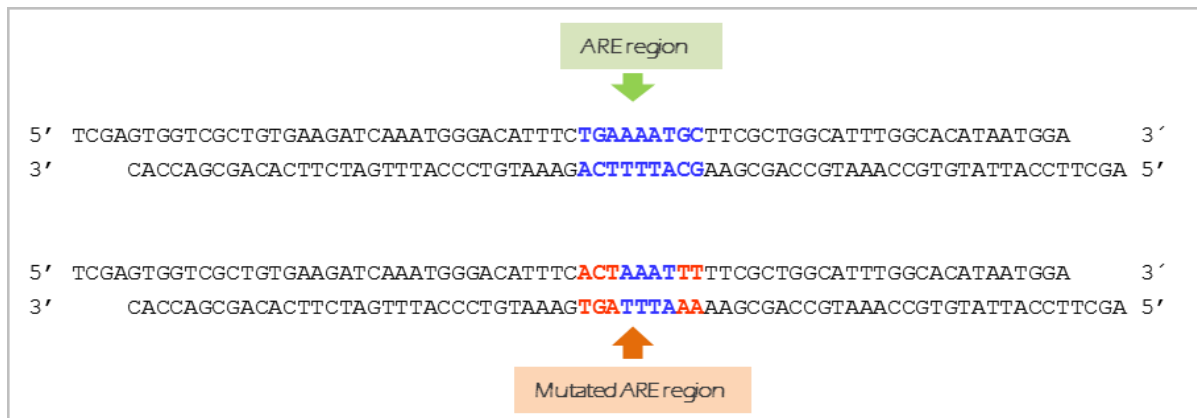 ARE region
5’ TCGAGTGGTCGCTGTGAAGATCAAATGGGACATTTCTGAAAATGCTTCGCTGGCATTTGGCACATAATGGA 3´
3’ CACCAGCGACACTTCTAGTTTACCCTGTAAAGACTTTTACGAAGCGACCGTAAACCGTGTATTACCTTCGA 5’
5’ TCGAGTGGTCGCTGTGAAGATCAAATGGGACATTTCACTAAATTTTTCGCTGGCATTTGGCACATAATGGA 3´
3’ CACCAGCGACACTTCTAGTTTACCCTGTAAAGTGATTTAAAAAGCGACCGTAAACCGTGTATTACCTTCGA 5’
Mutated ARE region